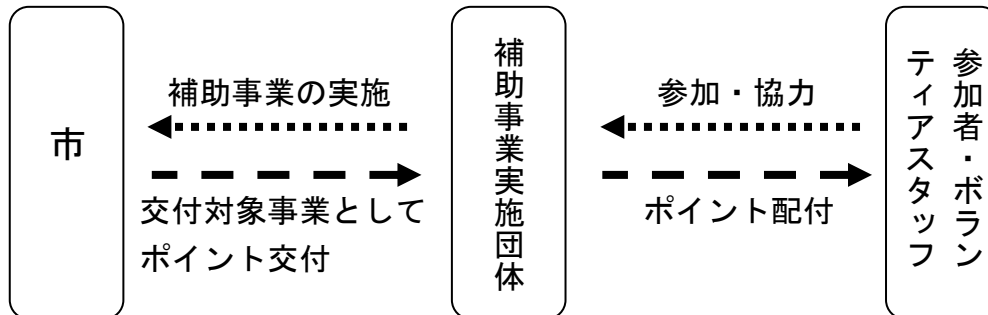 市
補助事業の実施
交付対象事業として
ポイント交付
補助事業実施団体
参加・協力
ポイント配付
参加者・ボラン
ティアスタッフ